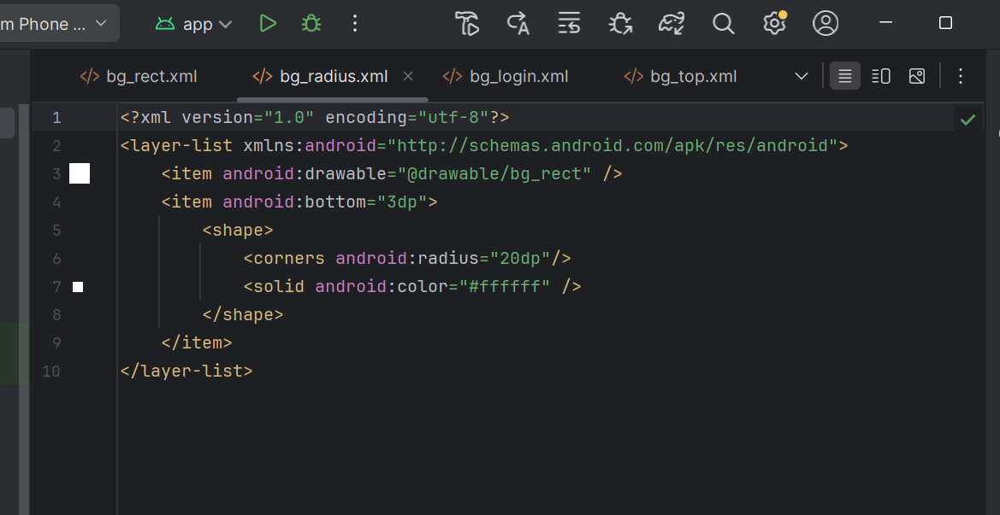 m Phone ...
app
bg_rect.xml
bg_radius.xml
bg_login.xml
bg_top.xml
1 <?xml version="1.0" encoding="utf-8"?>
2 <layer-list xmlns:android="http://schemas.android.com/apk/res/android">
3     <item android:drawable="@drawable/bg_rect" />
4     <item android:bottom="3dp">
5         <shape>
6             <corners android:radius="20dp"/>
7             <solid android:color="#ffffff" />
8         </shape>
9     </item>
10 </layer-list>